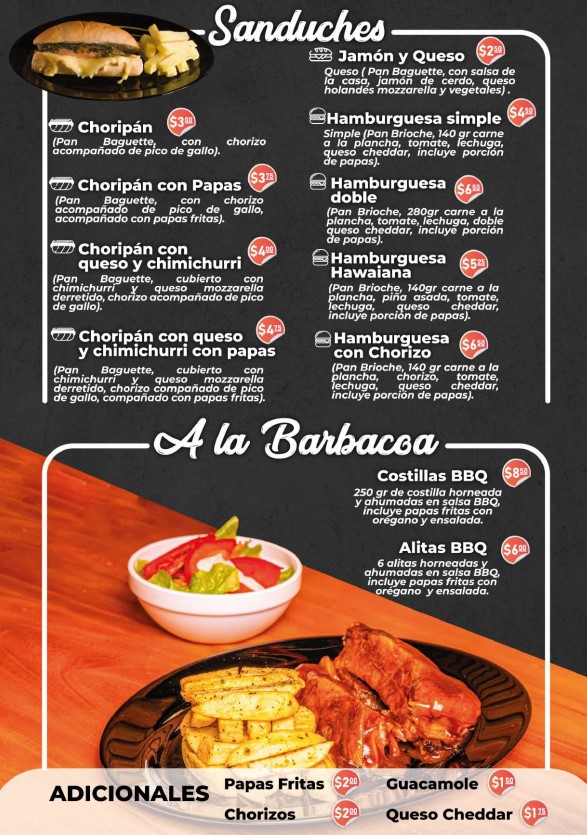 Sanduches
Choripán $3.00
(Pan Baguette, con chorizo
acompañado de pico de gallo).
Choripán con Papas $3.75
(Pan Baguette, con chorizo
acompañado de pico de gallo,
acompañado con papas fritas).
Choripán con
queso y chimichurri $4.00
(Pan Baguette, cubierto con
chimichurri y queso mozzarella
derretido, chorizo acompañado de pico
de gallo).
Choripán con queso
y chimichurri con papas $4.75
(Pan Baguette, cubierto con
chimichurri y queso mozzarella
derretido, chorizo compañado de pico
de gallo, compañado con papas fritas).
Jamón y Queso $2.50
Queso ( Pan Baguette, con salsa de
la casa, jamón de cerdo, queso
holandés mozzarella y vegetales) .
Hamburguesa simple $4.50
Simple (Pan Brioche, 140 gr carne
a la plancha, tomate, lechuga,
queso cheddar, incluye porción
de papas).
Hamburguesa
doble $6.50
(Pan Brioche, 280gr carne a la
plancha, tomate, lechuga, doble
queso cheddar, incluye porción
de papas).
Hamburguesa
Hawaiana $5.25
(Pan Brioche, 140gr carne a la
plancha, piña asada, tomate,
lechuga, queso cheddar,
incluye porción de papas).
Hamburguesa
con Chorizo $6.50
(Pan Brioche, 140 gr carne a la
plancha, chorizo, tomate,
lechuga, queso cheddar,
incluye porción de papas).
A la Barbacoa
Costillas BBQ $8.50
250 gr de costilla horneada
y ahumadas en salsa BBQ,
incluye papas fritas con
orégano y ensalada.
Alitas BBQ $6.00
6 alitas horneadas y
ahumadas en salsa BBQ,
incluye papas fritas con
orégano y ensalada.
ADICIONALES
Papas Fritas $2.00
Guacamole $1.50
Chorizos $2.00
Queso Cheddar $1.75